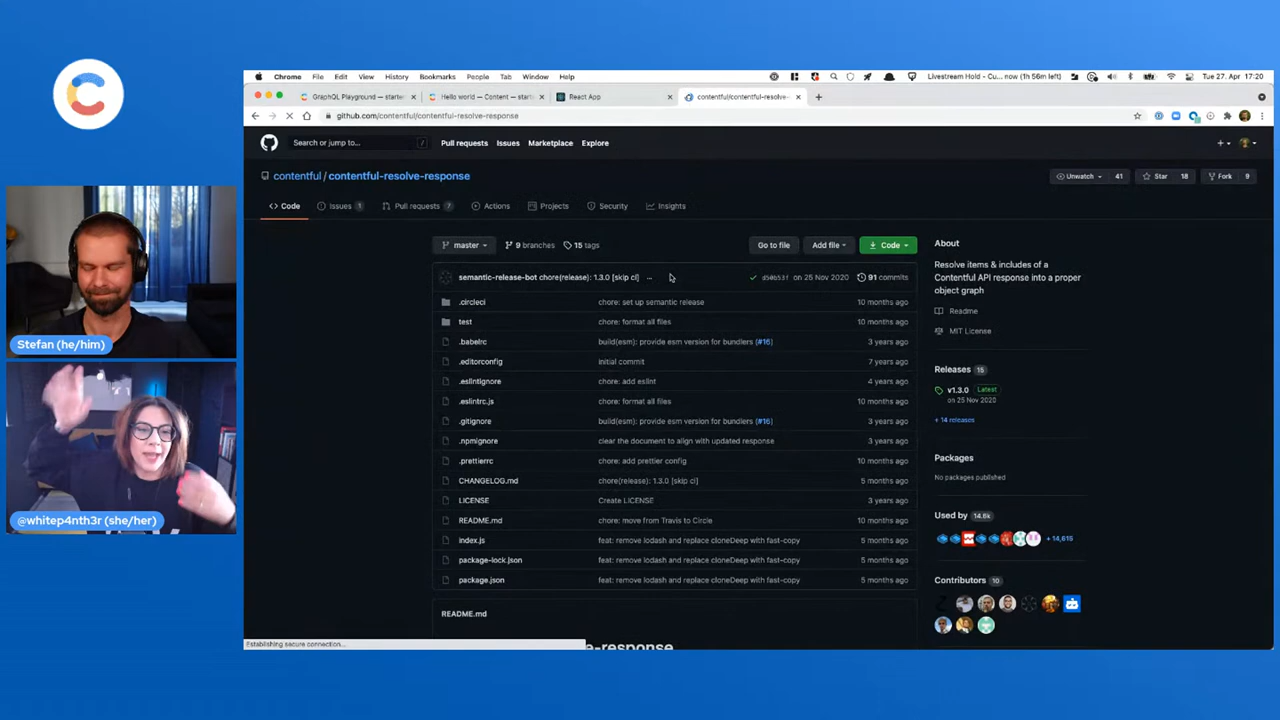 Chrome File Edit View History Bookmarks People Tab Window Help
Livestream Hold - Cu... now (1h 56m left)
Tue 27. Apr 17:20
GraphQL Playground — starte
Hello world — Content — start
React App
contentful/contentful-resolve-
github.com/contentful/contentful-resolve-response
Search or jump to...
/
Pull requests Issues Marketplace Explore
contentful / contentful-resolve-response
Unwatch 41 Star 18 Fork 9
Code Issues 1 Pull requests 7 Actions Projects Security Insights
master 9 branches 15 tags Go to file Add file Code
semantic-release-bot chore(release): 1.3.0 [skip ci] ... on 25 Nov 2020 91 commits
.circleci chore: set up semantic release 10 months ago
test chore: format all files 10 months ago
.babelrc build(esm): provide esm version for bundlers (#16) 3 years ago
.editorconfig initial commit 7 years ago
.eslintignore chore: add eslint 4 years ago
.eslintrc.js chore: format all files 10 months ago
.gitignore build(esm): provide esm version for bundlers (#16) 3 years ago
.npmignore clear the document to align with updated response 3 years ago
.prettierrc chore: add prettier config 10 months ago
CHANGELOG.md chore(release): 1.3.0 [skip ci] 5 months ago
LICENSE Create LICENSE 3 years ago
README.md chore: move from Travis to Circle 10 months ago
index.js feat: remove lodash and replace cloneDeep with fast-copy 5 months ago
package-lock.json feat: remove lodash and replace cloneDeep with fast-copy 5 months ago
package.json feat: remove lodash and replace cloneDeep with fast-copy 5 months ago
README.md
e-response
About
Resolve items & includes of a
Contentful API response into a proper
object graph
Readme
MIT License
Releases 15
v1.3.0 Latest
on 25 Nov 2020
+ 14 releases
Packages
No packages published
Used by 14.6k
+ 14,615
Contributors 10
Establishing secure connection...
Stefan (he/him)
@whitep4nth3r (she/her)